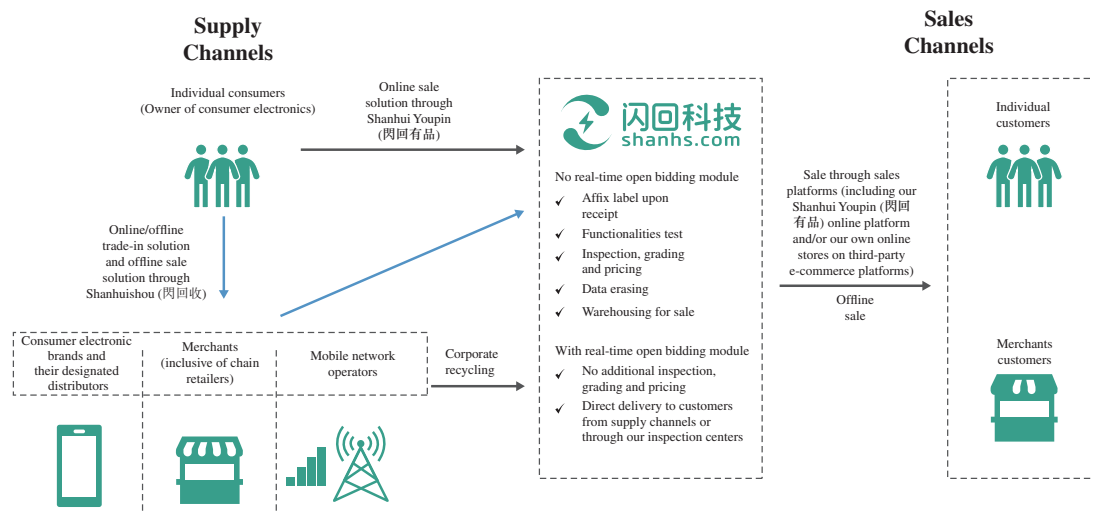 Supply
Channels
Individual consumers
(Owner of consumer electronics)
Online sale
solution through
Shanhui Youpin
(閃回有品)
Online/offline
trade-in solution
and offline sale
solution through
Shanhuishou (閃回收)
Consumer electronic
brands and
their designated
distributors
Merchants
(inclusive of chain
retailers)
Mobile network
operators
Corporate
recycling
闪回科技
shanhs.com
No real-time open bidding module
✓ Affix label upon
receipt
✓ Functionalities test
✓ Inspection, grading
and pricing
✓ Data erasing
✓ Warehousing for sale
With real-time open bidding module
✓ No additional inspection,
grading and pricing
✓ Direct delivery to customers
from supply channels or
through our inspection centers
Sale through sales
platforms (including our
Shanhui Youpin (閃回
有品) online platform
and/or our own online
stores on third-party
e-commerce platforms)
Offline
sale
Sales
Channels
Individual
customers
Merchants
customers